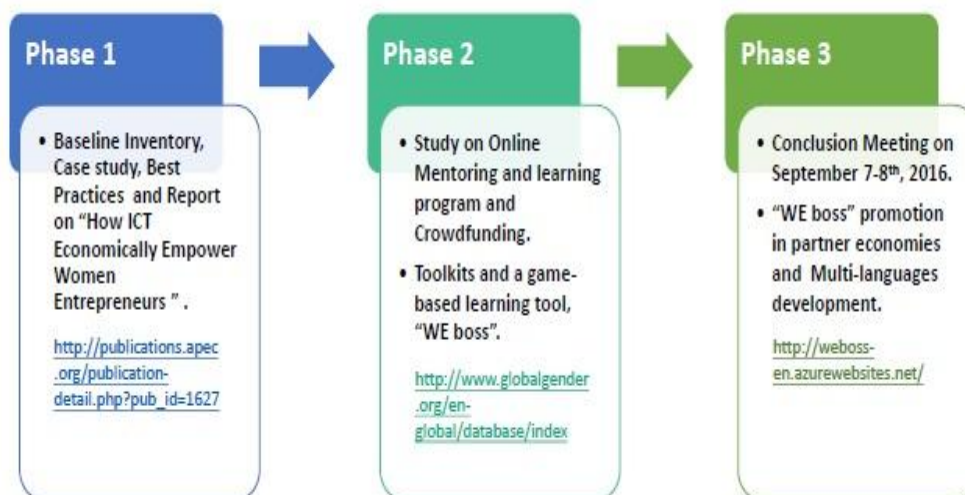 Phase 1
• Baseline Inventory,
Case study, Best
Practices and Report
on “How ICT
Economically Empower
Women
Entrepreneurs ” .
http://publications.apec
.org/publication-
detail.php?pub_id=1627
Phase 2
• Study on Online
Mentoring and learning
program and
Crowdfunding.
• Toolkits and a game-
based learning tool,
“WE boss”.
http://www.globalgender
.org/en-
global/database/index
Phase 3
• Conclusion Meeting on
September 7-8th, 2016.
• “WE boss” promotion
in partner economies
and Multi-languages
development.
http://weboss-
en.azurewebsites.net/